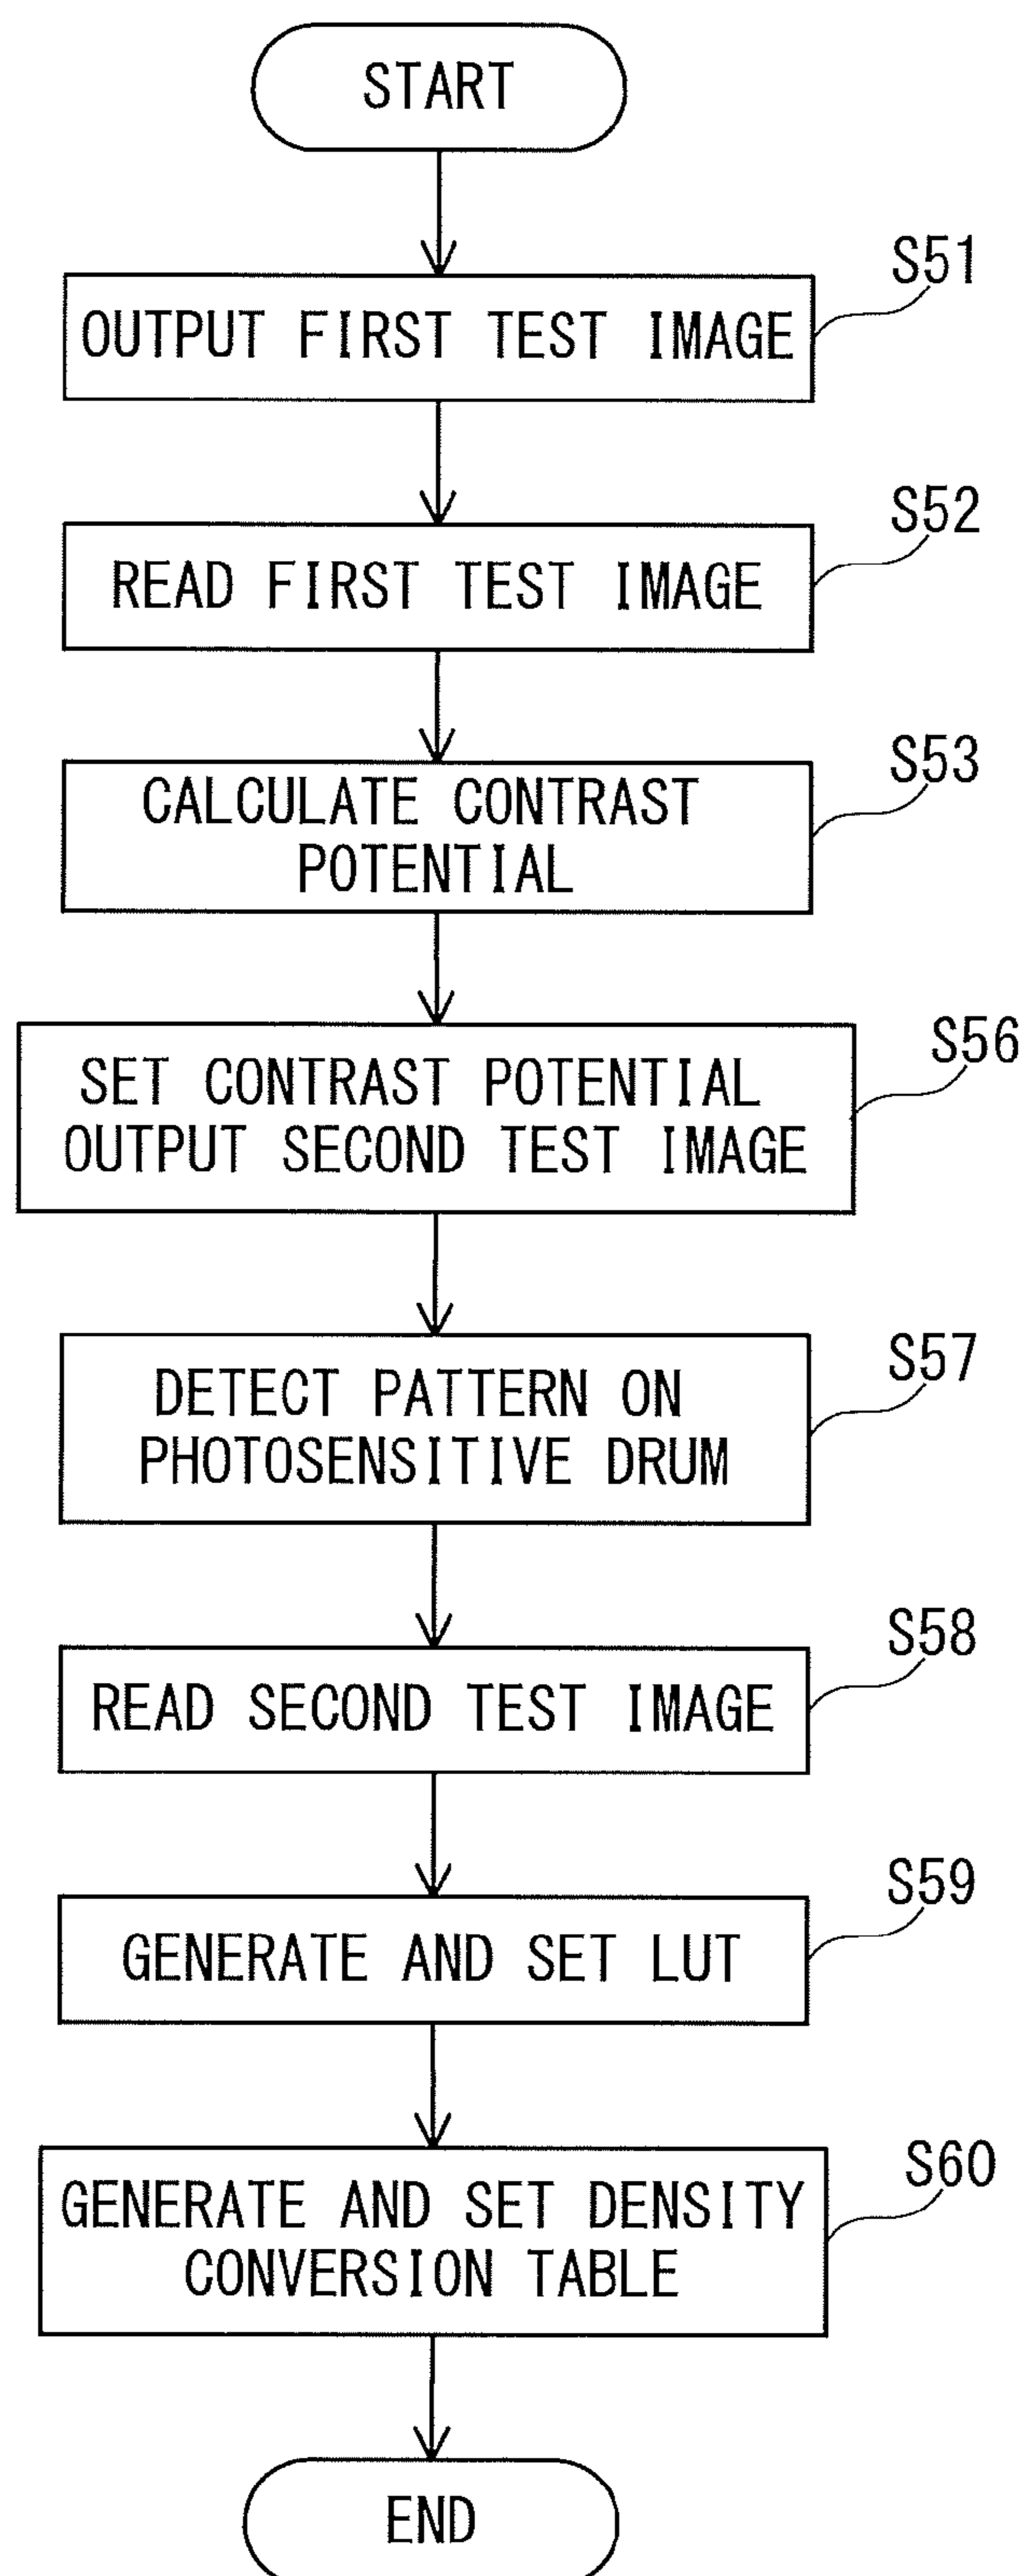 START
S51
OUTPUT FIRST TEST IMAGE
S52
READ FIRST TEST IMAGE
S53
CALCULATE CONTRAST
POTENTIAL
S56
SET CONTRAST POTENTIAL
OUTPUT SECOND TEST IMAGE
S57
DETECT PATTERN ON
PHOTOSENSITIVE DRUM
S58
READ SECOND TEST IMAGE
S59
GENERATE AND SET LUT
S60
GENERATE AND SET DENSITY
CONVERSION TABLE
END